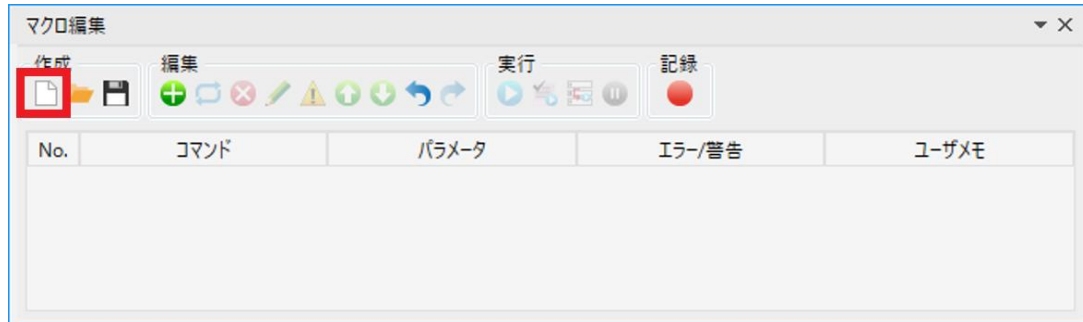 マクロ編集
作成 編集 実行 記録
No. コマンド パラメータ エラー/警告 ユーザメモ